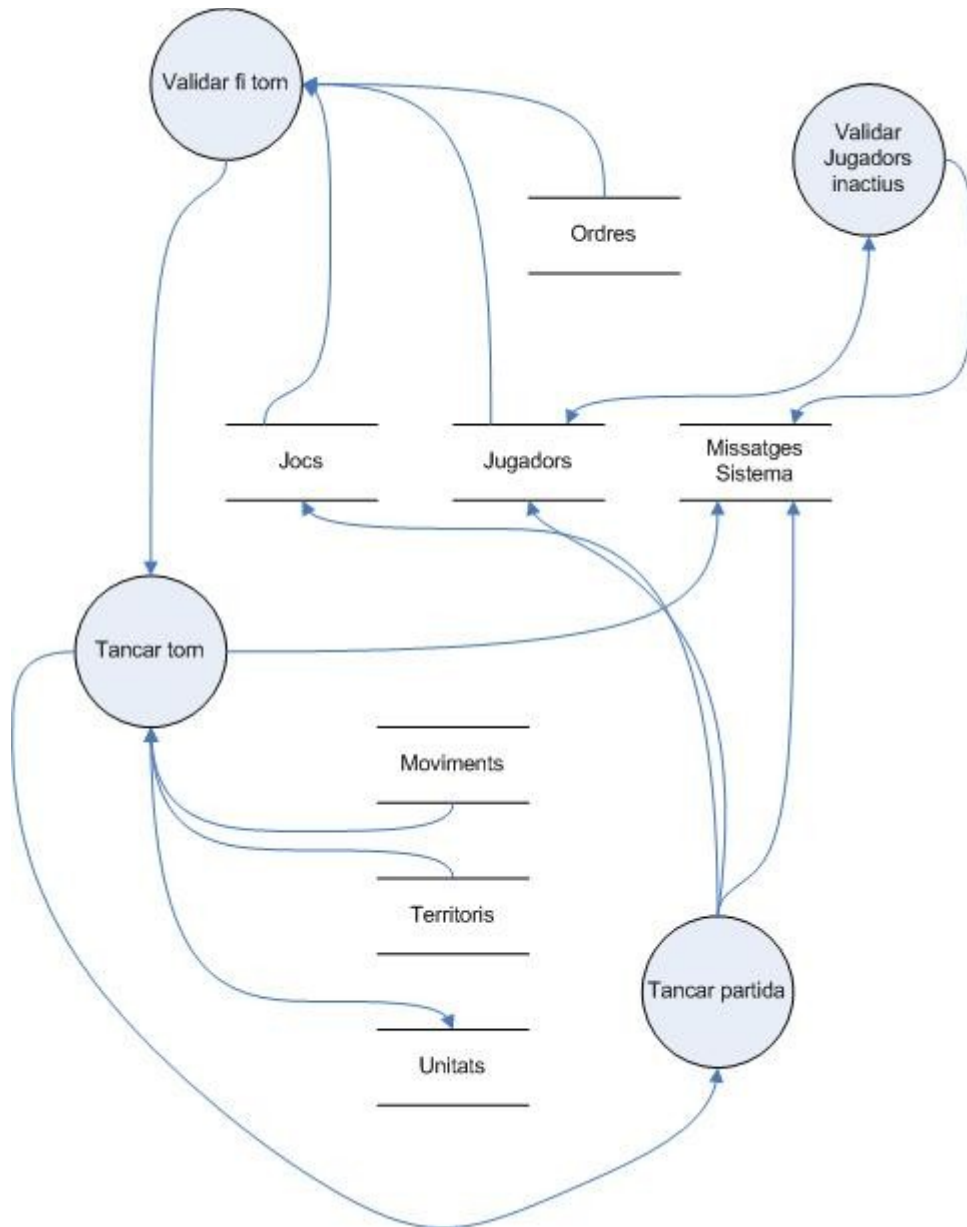 Validar fi torn
Validar
Jugadors
inactius
Ordres
Jocs
Jugadors
Missatges
Sistema
Tancar torn
Moviments
Territoris
Tancar partida
Unitats